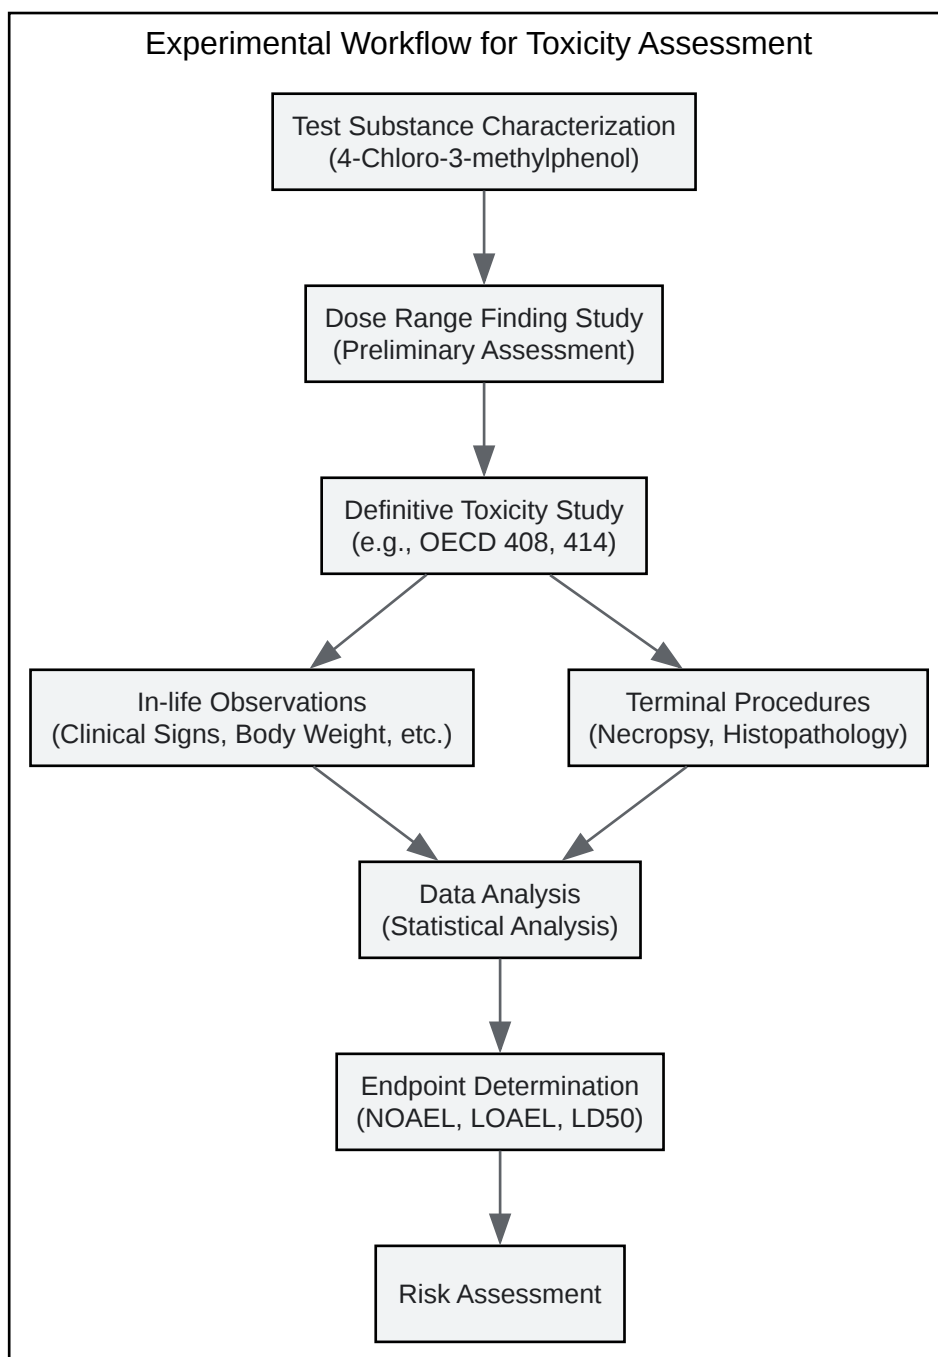 Experimental Workflow for Toxicity Assessment
Test Substance Characterization
(4-Chloro-3-methylphenol)
Dose Range Finding Study
(Preliminary Assessment)
Definitive Toxicity Study
(e.g., OECD 408, 414)
In-life Observations
(Clinical Signs, Body Weight, etc.)
Terminal Procedures
(Necropsy, Histopathology)
Data Analysis
(Statistical Analysis)
Endpoint Determination
(NOAEL, LOAEL, LD50)
Risk Assessment